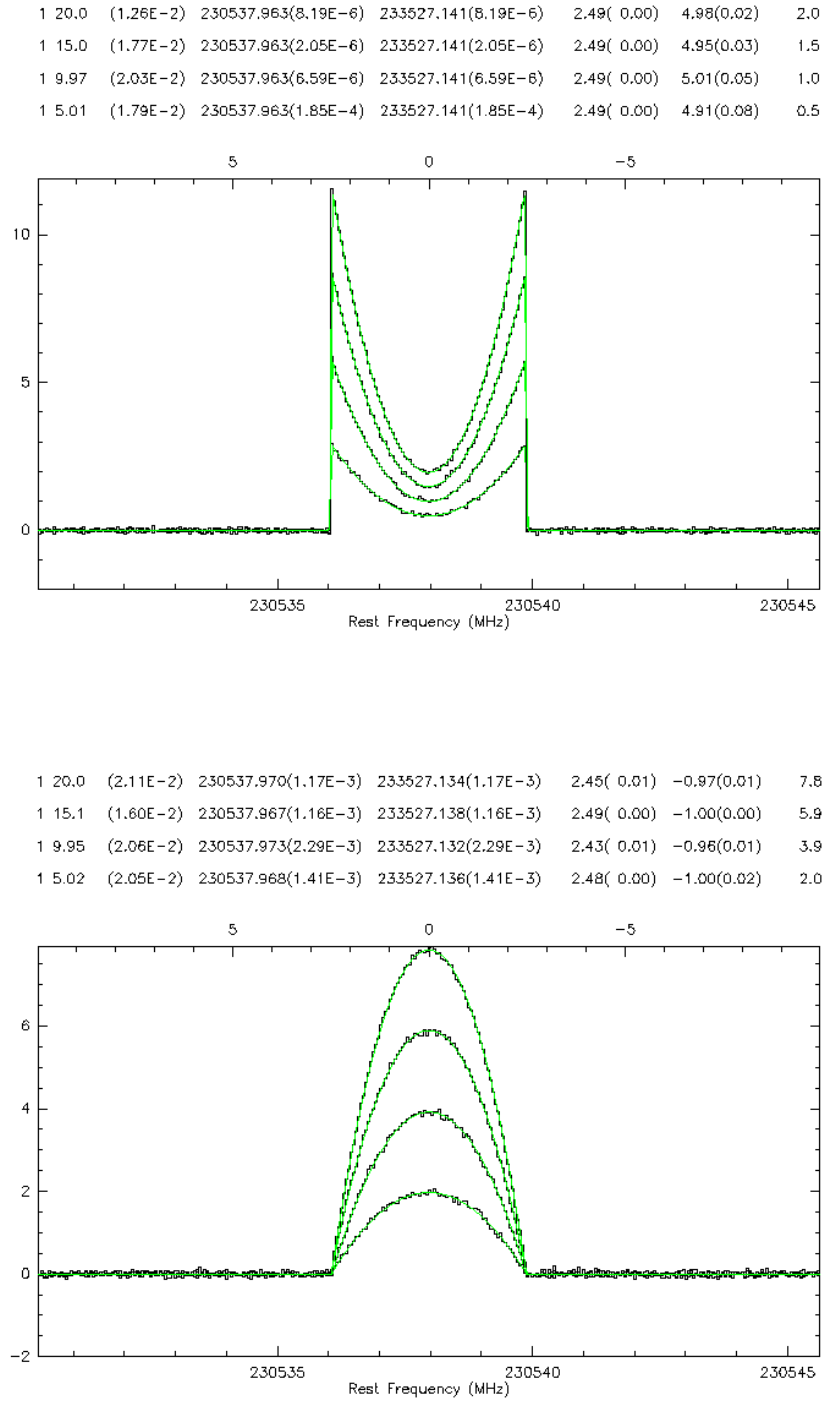 1 20.0 (1.26E-2) 230537.963(8.19E-6) 233527.141(8.19E-6) 2.49( 0.00) 4.98(0.02) 2.0
1 15.0 (1.77E-2) 230537.963(2.05E-6) 233527.141(2.05E-6) 2.49( 0.00) 4.95(0.03) 1.5
1 9.97 (2.03E-2) 230537.963(6.59E-6) 233527.141(6.59E-6) 2.49( 0.00) 5.01(0.05) 1.0
1 5.01 (1.79E-2) 230537.963(1.85E-4) 233527.141(1.85E-4) 2.49( 0.00) 4.91(0.08) 0.5
5 0 -5
10
5
0
230535 230540 230545
Rest Frequency (MHz)
1 20.0 (2.11E-2) 230537.970(1.17E-3) 233527.134(1.17E-3) 2.45( 0.01) -0.97(0.01) 7.8
1 15.1 (1.60E-2) 230537.967(1.16E-3) 233527.138(1.16E-3) 2.49( 0.00) -1.00(0.00) 5.9
1 9.95 (2.06E-2) 230537.973(2.29E-3) 233527.132(2.29E-3) 2.43( 0.01) -0.96(0.01) 3.9
1 5.02 (2.05E-2) 230537.968(1.41E-3) 233527.136(1.41E-3) 2.48( 0.00) -1.00(0.02) 2.0
5 0 -5
6
4
2
0
-2
230535 230540 230545
Rest Frequency (MHz)